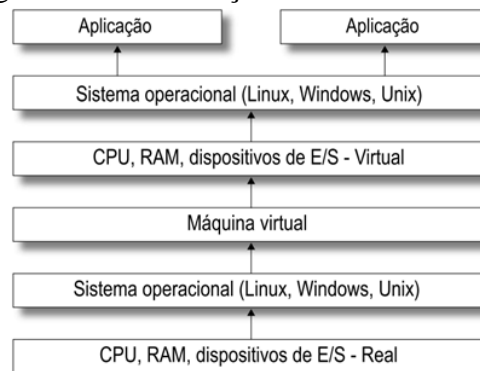 Aplicação
Aplicação
Sistema operacional (Linux, Windows, Unix)
CPU, RAM, dispositivos de E/S - Virtual
Máquina virtual
Sistema operacional (Linux, Windows, Unix)
CPU, RAM, dispositivos de E/S - Real